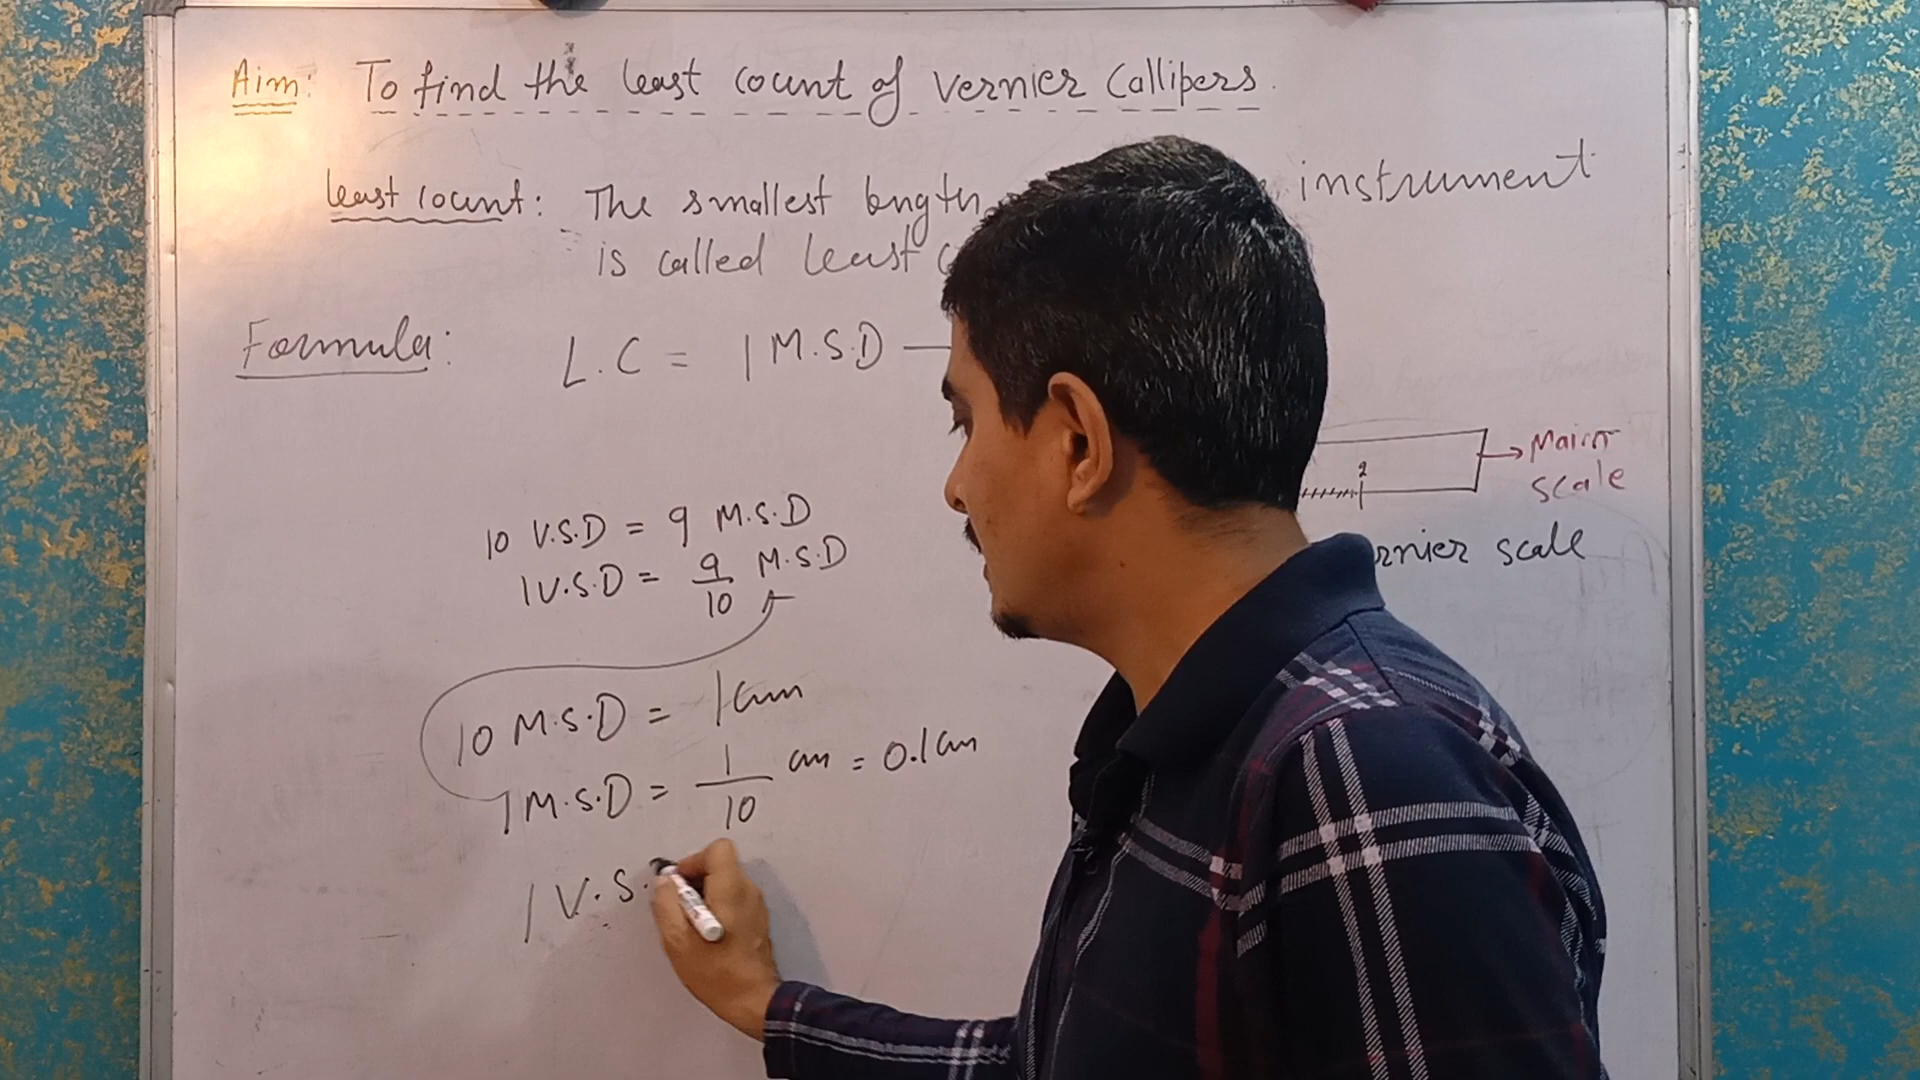 Aim: To find the least count of Vernier Callipers.
least count: The smallest length instrument
is called least
Formula: L.C = 1 M.S.D —
10 V.S.D = 9 M.S.D
1 V.S.D = 9/10 M.S.D
10 M.S.D = 1 cm
1 M.S.D = 1/10 cm = 0.1 cm
1 V.S.
2
Main
scale
rnier scale